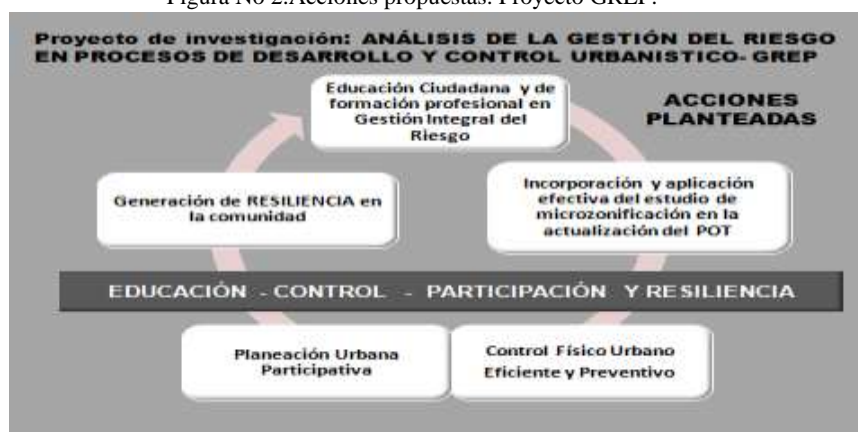 Figura No 2.Acciones propuestas. Proyecto GREP.
Proyecto de investigación: ANÁLISIS DE LA GESTIÓN DEL RIESGO
EN PROCESOS DE DESARROLLO Y CONTROL URBANISTICO- GREP
Educación Ciudadana y de
formación profesional en
Gestión Integral del
Riesgo
ACCIONES
PLANTEADAS
Generación de RESILIENCIA en
la comunidad
Incorporación y aplicación
efectiva del estudio de
microzonificación en la
actualización del POT
EDUCACIÓN - CONTROL - PARTICIPACIÓN Y RESILIENCIA
Planeación Urbana
Participativa
Control Físico Urbano
Eficiente y Preventivo